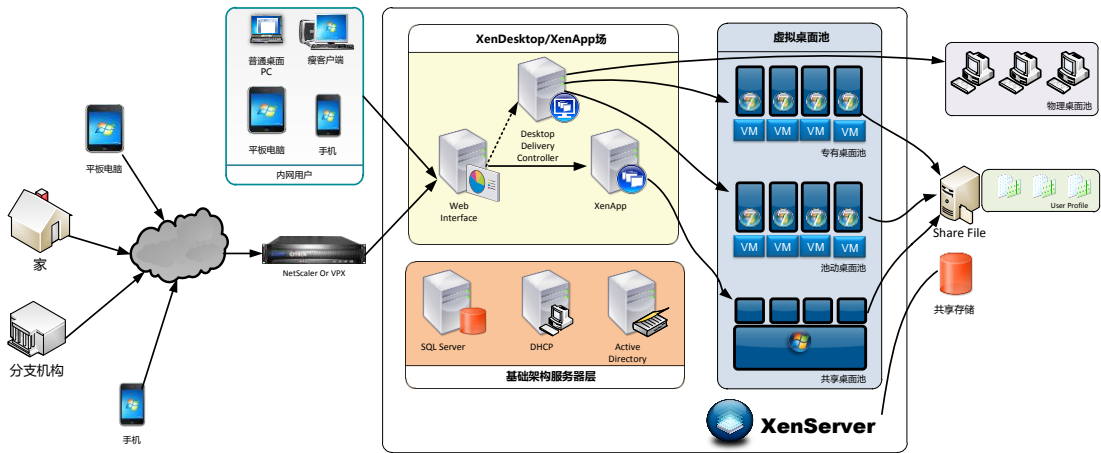 普通桌面
PC
瘦客户端
平板电脑
手机
内网用户
平板电脑
家
分支机构
手机
NetScaler Or VPX
XenDesktop/XenApp场
Desktop
Delivery
Controller
Web
Interface
XenApp
SQL Server
DHCP
Active
Directory
基础架构服务器层
虚拟桌面池
VM VM VM VM
专有桌面池
VM VM VM VM
池动桌面池
共享桌面池
XenServer
物理桌面池
Share File
User Profile
共享存储